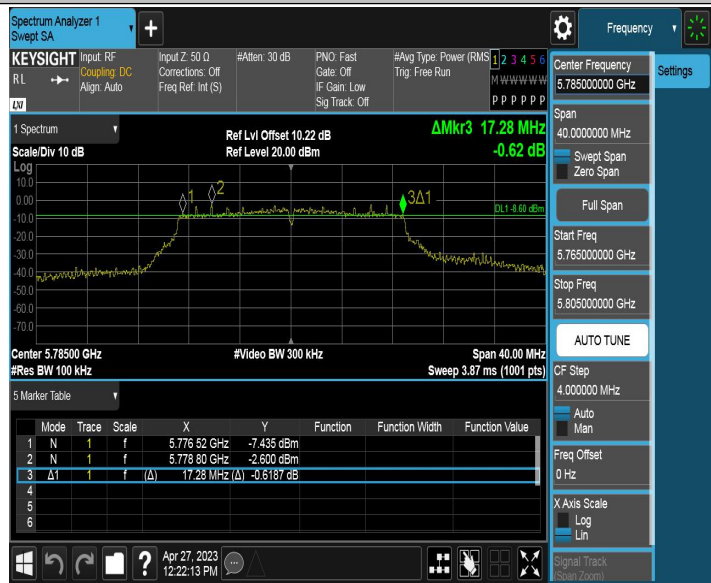 Spectrum Analyzer 1
Swept SA
Frequency
KEYSIGHT
RL
LXI
Input: RF
Coupling: DC
Align: Auto
Input Z: 50 Ω
Corrections: Off
Freq Ref: Int (S)
#Atten: 30 dB
PNO: Fast
Gate: Off
IF Gain: Low
Sig Track: Off
#Avg Type: Power (RMS
Trig: Free Run
1 2 3 4 5 6
M W W W W W
P P P P P P
1 Spectrum
Scale/Div 10 dB
Ref Lvl Offset 10.22 dB
Ref Level 20.00 dBm
ΔMkr3 17.28 MHz
-0.62 dB
Log
10.0
0.00
-10.0
-20.0
-30.0
-40.0
-50.0
-60.0
-70.0
1
2
3Δ1
DL1 -8.60 dBm
Center 5.78500 GHz
#Res BW 100 kHz
#Video BW 300 kHz
Span 40.00 MHz
Sweep 3.87 ms (1001 pts)
5 Marker Table
Mode Trace Scale X Y Function Function Width Function Value
1 N 1 f 5.776 52 GHz -7.435 dBm
2 N 1 f 5.778 80 GHz -2.600 dBm
3 Δ1 1 f (Δ) 17.28 MHz (Δ) -0.6187 dB
4
5
6
Apr 27, 2023
12:22:13 PM
Center Frequency
5.785000000 GHz
Settings
Span
40.0000000 MHz
Swept Span
Zero Span
Full Span
Start Freq
5.765000000 GHz
Stop Freq
5.805000000 GHz
AUTO TUNE
CF Step
4.000000 MHz
Auto
Man
Freq Offset
0 Hz
X Axis Scale
Log
Lin
Signal Track
(Span Zoom)